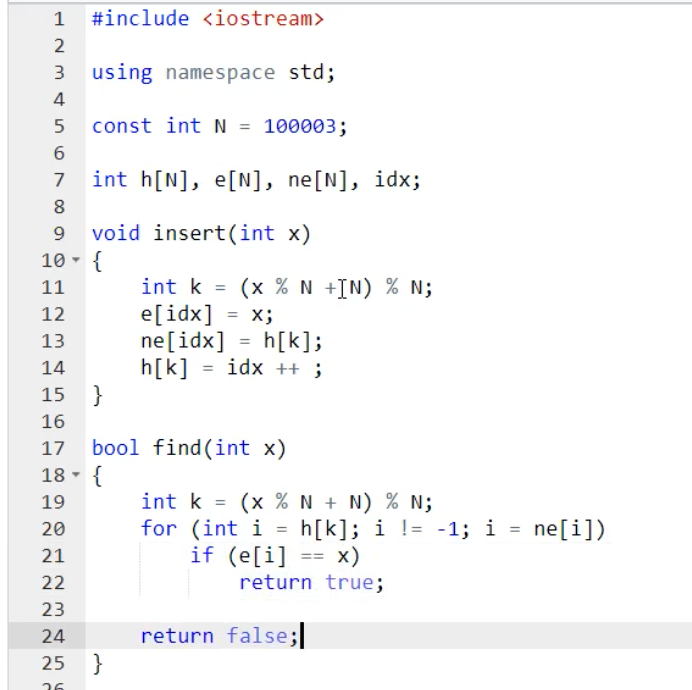 1 #include <iostream>
2
3 using namespace std;
4
5 const int N = 100003;
6
7 int h[N], e[N], ne[N], idx;
8
9 void insert(int x)
10 {
11     int k = (x % N + N) % N;
12     e[idx] = x;
13     ne[idx] = h[k];
14     h[k] = idx ++ ;
15 }
16
17 bool find(int x)
18 {
19     int k = (x % N + N) % N;
20     for (int i = h[k]; i != -1; i = ne[i])
21         if (e[i] == x)
22             return true;
23
24     return false;
25 }
26